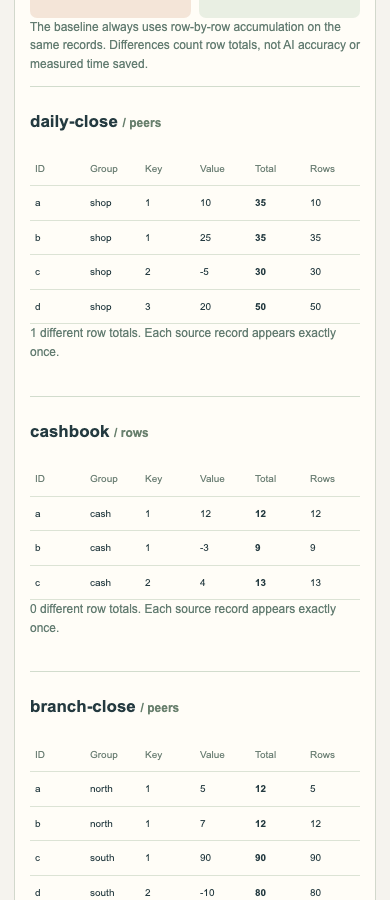 The baseline always uses row-by-row accumulation on the
same records. Differences count row totals, not AI accuracy or
measured time saved.
daily-close / peers
ID Group Key Value Total Rows
a shop 1 10 35 10
b shop 1 25 35 35
c shop 2 -5 30 30
d shop 3 20 50 50
1 different row totals. Each source record appears exactly
once.
cashbook / rows
ID Group Key Value Total Rows
a cash 1 12 12 12
b cash 1 -3 9 9
c cash 2 4 13 13
0 different row totals. Each source record appears exactly
once.
branch-close / peers
ID Group Key Value Total Rows
a north 1 5 12 5
b north 1 7 12 12
c south 1 90 90 90
d south 2 -10 80 80